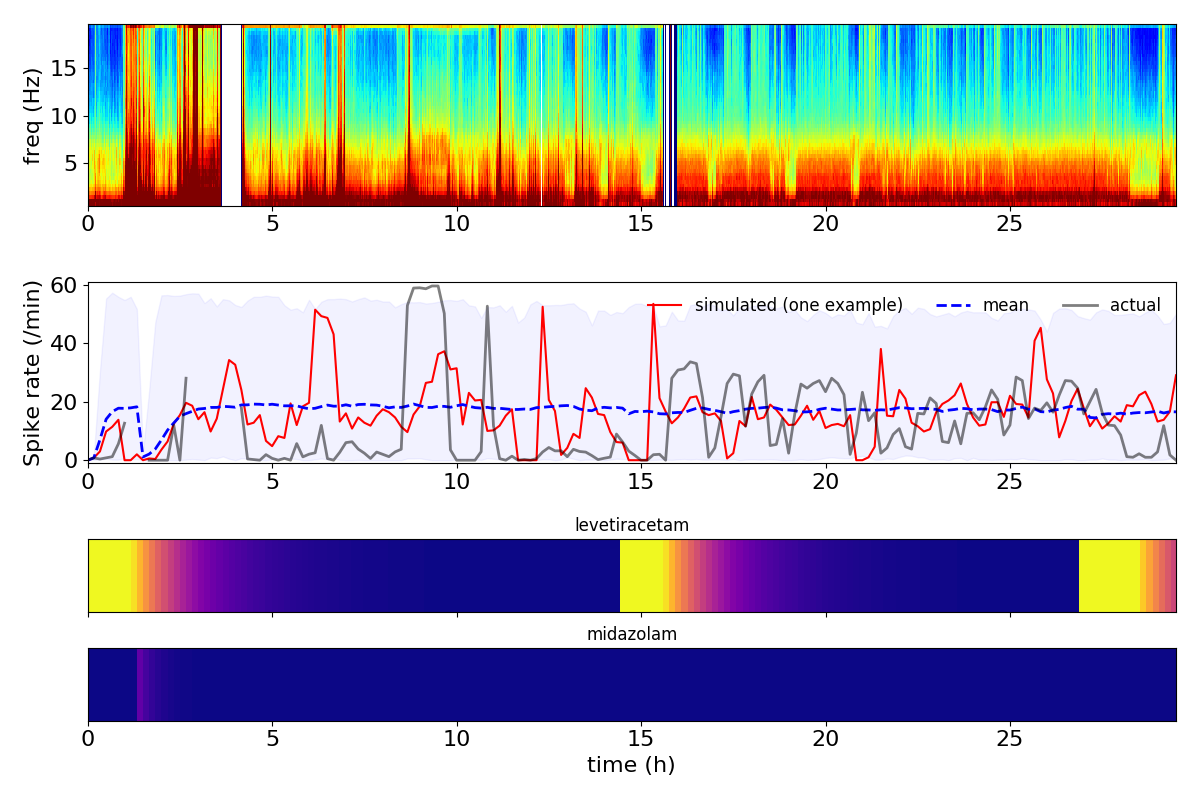 freq (Hz)
15
10
5
0 5 10 15 20 25
Spike rate (/min)
60
40
20
0
simulated (one example) mean actual
0 5 10 15 20 25
levetiracetam
midazolam
0 5 10 15 20 25
time (h)